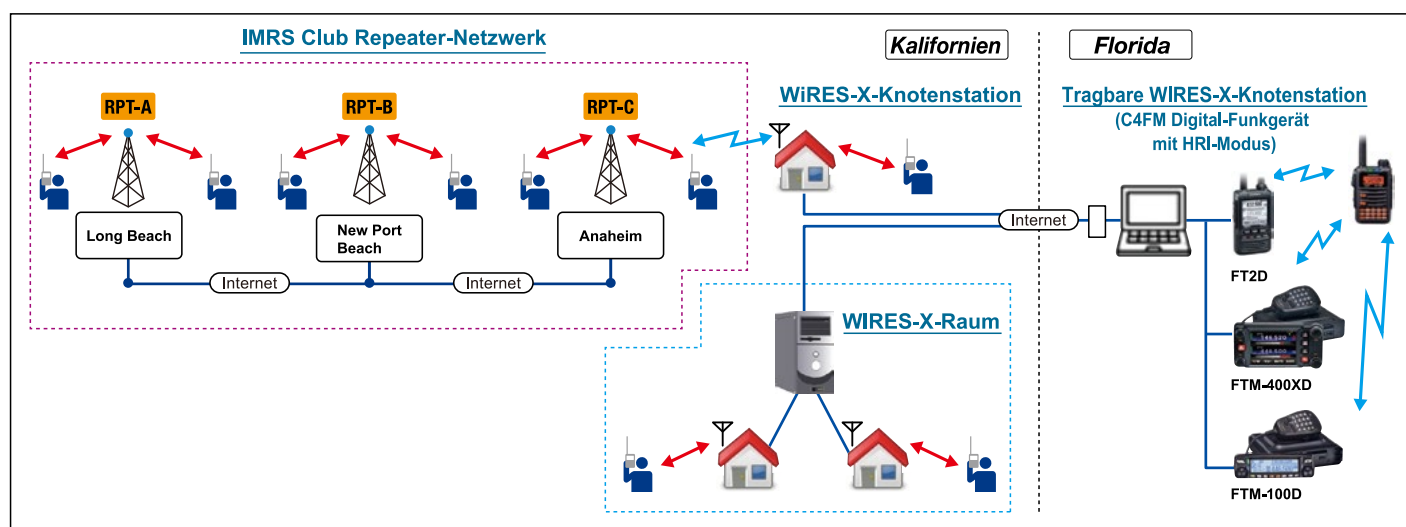 IMRS Club Repeater-Netzwerk
Kalifornien
Florida
RPT-A
RPT-B
RPT-C
WiRES-X-Knotenstation
Tragbare WIRES-X-Knotenstation
(C4FM Digital-Funkgerät
mit HRI-Modus)
Long Beach
New Port
Beach
Anaheim
Internet
Internet
Internet
FT2D
WIRES-X-Raum
FTM-400XD
FTM-100D